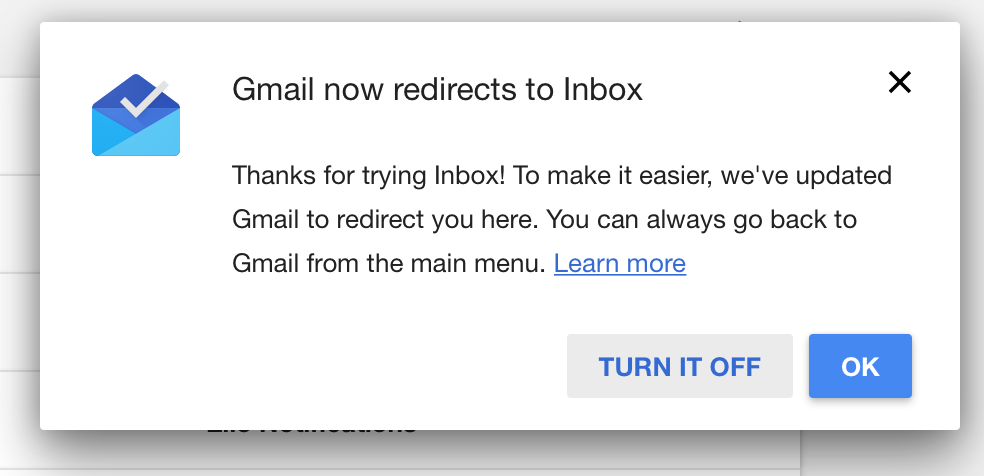 Gmail now redirects to Inbox
Thanks for trying Inbox! To make it easier, we've updated
Gmail to redirect you here. You can always go back to
Gmail from the main menu. Learn more
TURN IT OFF
OK